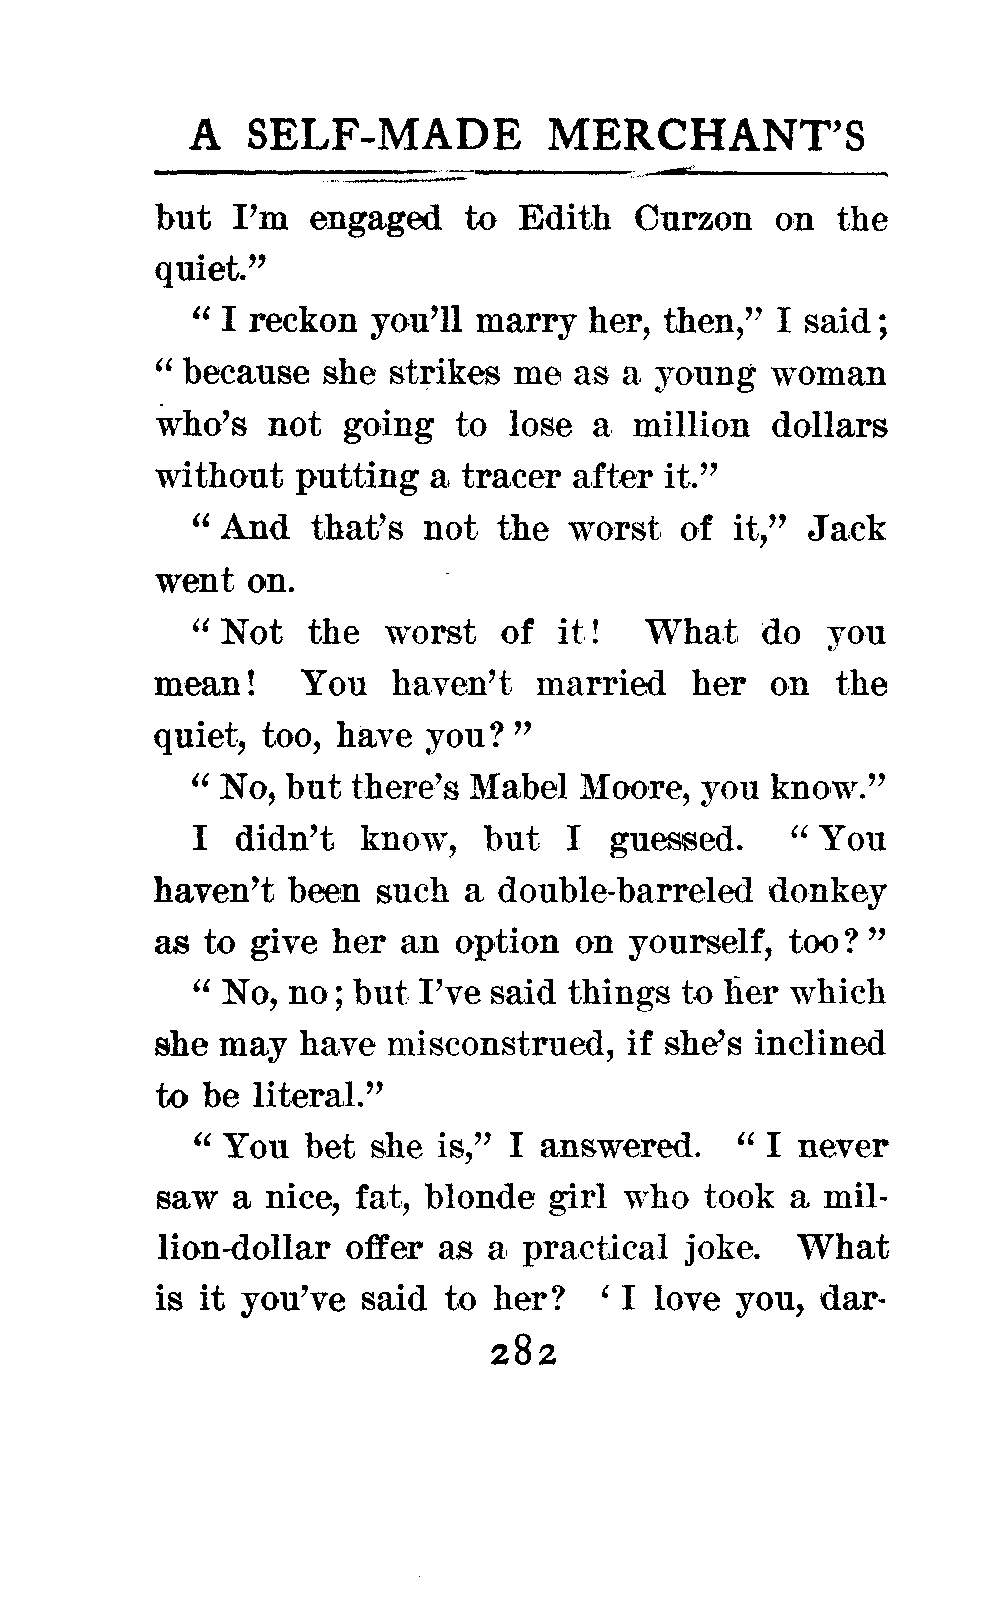 A SELF-MADE MERCHANT'S
but I'm engaged to Edith Curzon on the
quiet."
" I reckon you'll marry her, then," I said;
" because she strikes me as a young woman
who's not going to lose a million dollars
without putting a tracer after it."
" And that's not the worst of it," Jack
went on.
" Not the worst of it! What do you
mean! You haven't married her on the
quiet, too, have you? "
" No, but there's Mabel Moore, you know."
I didn't know, but I guessed. " You
haven't been such a double-barreled donkey
as to give her an option on yourself, too? "
" No, no; but I've said things to her which
she may have misconstrued, if she's inclined
to be literal."
" You bet she is," I answered. " I never
saw a nice, fat, blonde girl who took a mil-
lion-dollar offer as a practical joke. What
is it you've said to her? ' I love you, dar-
282